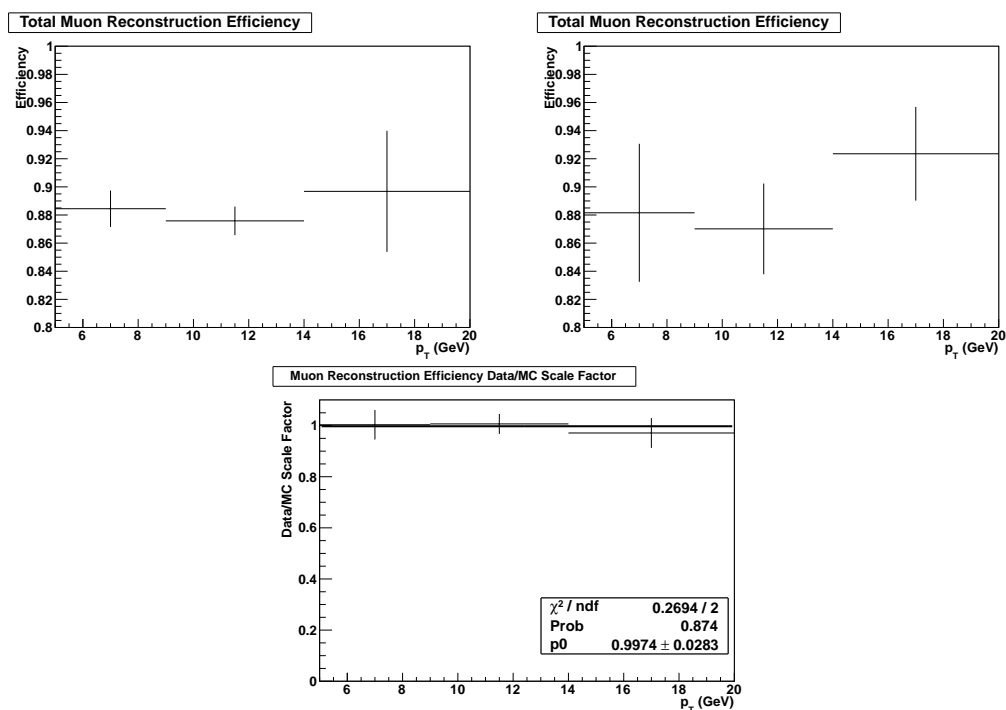 Total Muon Reconstruction Efficiency
Efficiency
1
0.98
0.96
0.94
0.92
0.9
0.88
0.86
0.84
0.82
0.8
6 8 10 12 14 16 18 20
p_T (GeV)
Total Muon Reconstruction Efficiency
Efficiency
1
0.98
0.96
0.94
0.92
0.9
0.88
0.86
0.84
0.82
0.8
6 8 10 12 14 16 18 20
p_T (GeV)
Muon Reconstruction Efficiency Data/MC Scale Factor
Data/MC Scale Factor
1
0.8
0.6
0.4
0.2
0
χ² / ndf 0.2694 / 2
Prob 0.874
p0 0.9974 ± 0.0283
6 8 10 12 14 16 18 20
p_T (GeV)